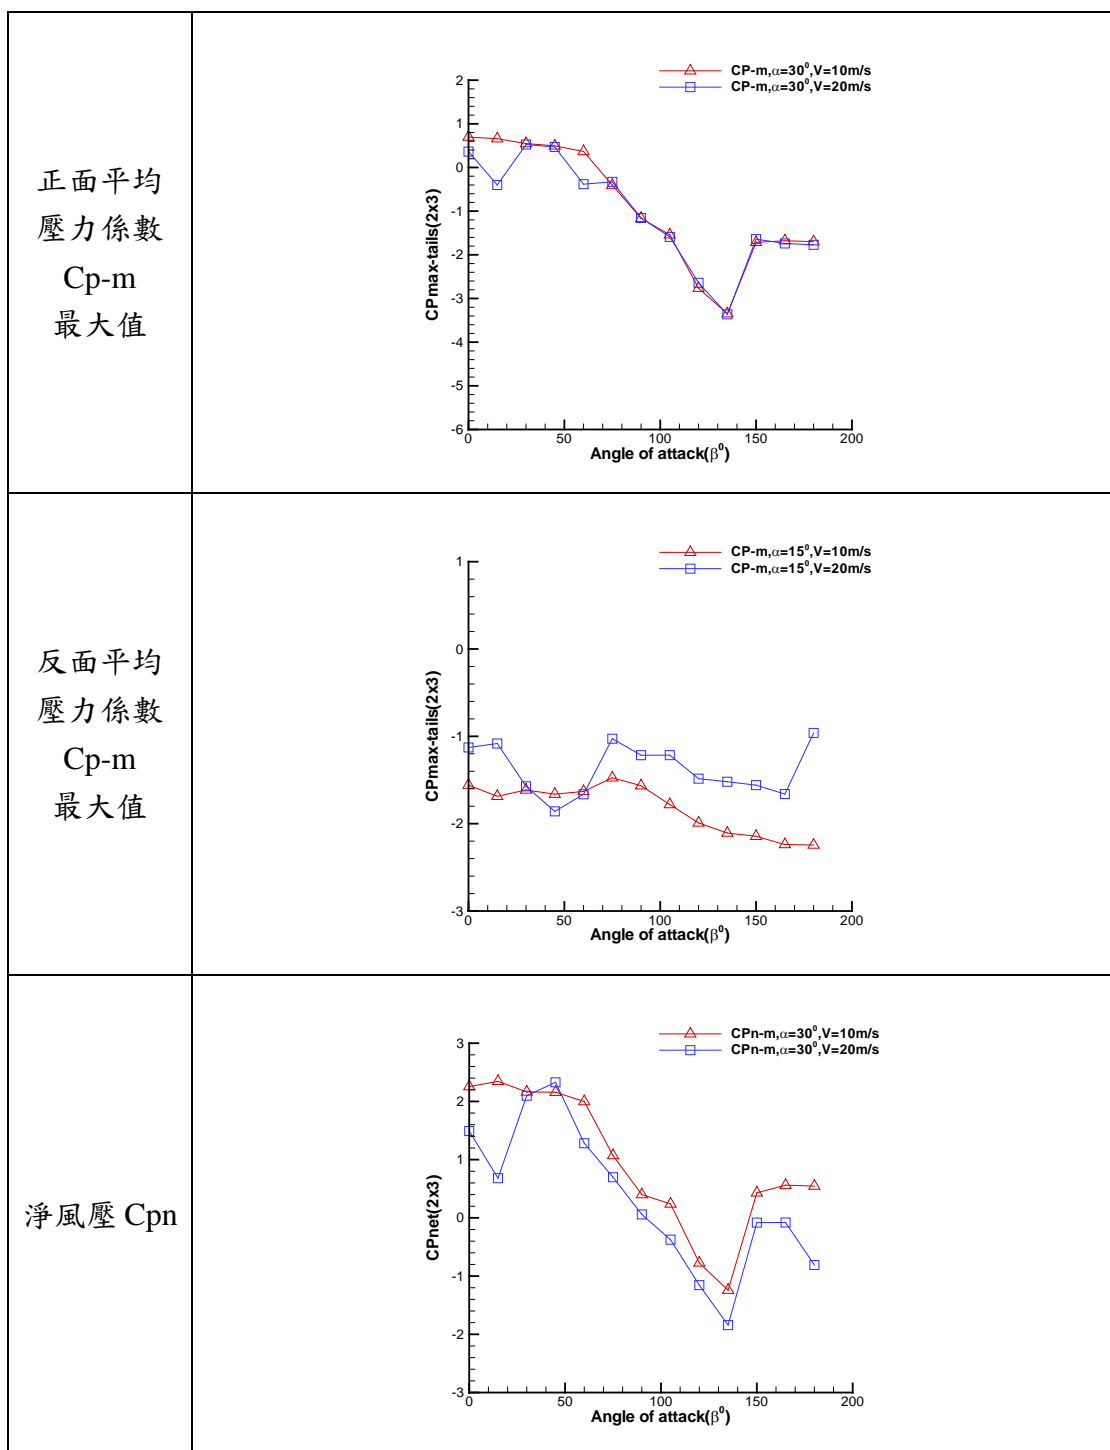 正面平均
壓力係數
Cp-m
最大值
CP-m,α=30⁰,V=10m/s
CP-m,α=30⁰,V=20m/s
2
1
0
-1
-2
-3
-4
-5
-6
0 50 100 150 200
CPmax-tails(2x3)
Angle of attack(β⁰)
反面平均
壓力係數
Cp-m
最大值
CP-m,α=15⁰,V=10m/s
CP-m,α=15⁰,V=20m/s
1
0
-1
-2
-3
0 50 100 150 200
CPmax-tails(2x3)
Angle of attack(β⁰)
淨風壓 Cpn
CPn-m,α=30⁰,V=10m/s
CPn-m,α=30⁰,V=20m/s
3
2
1
0
-1
-2
-3
0 50 100 150 200
CPnet(2x3)
Angle of attack(β⁰)